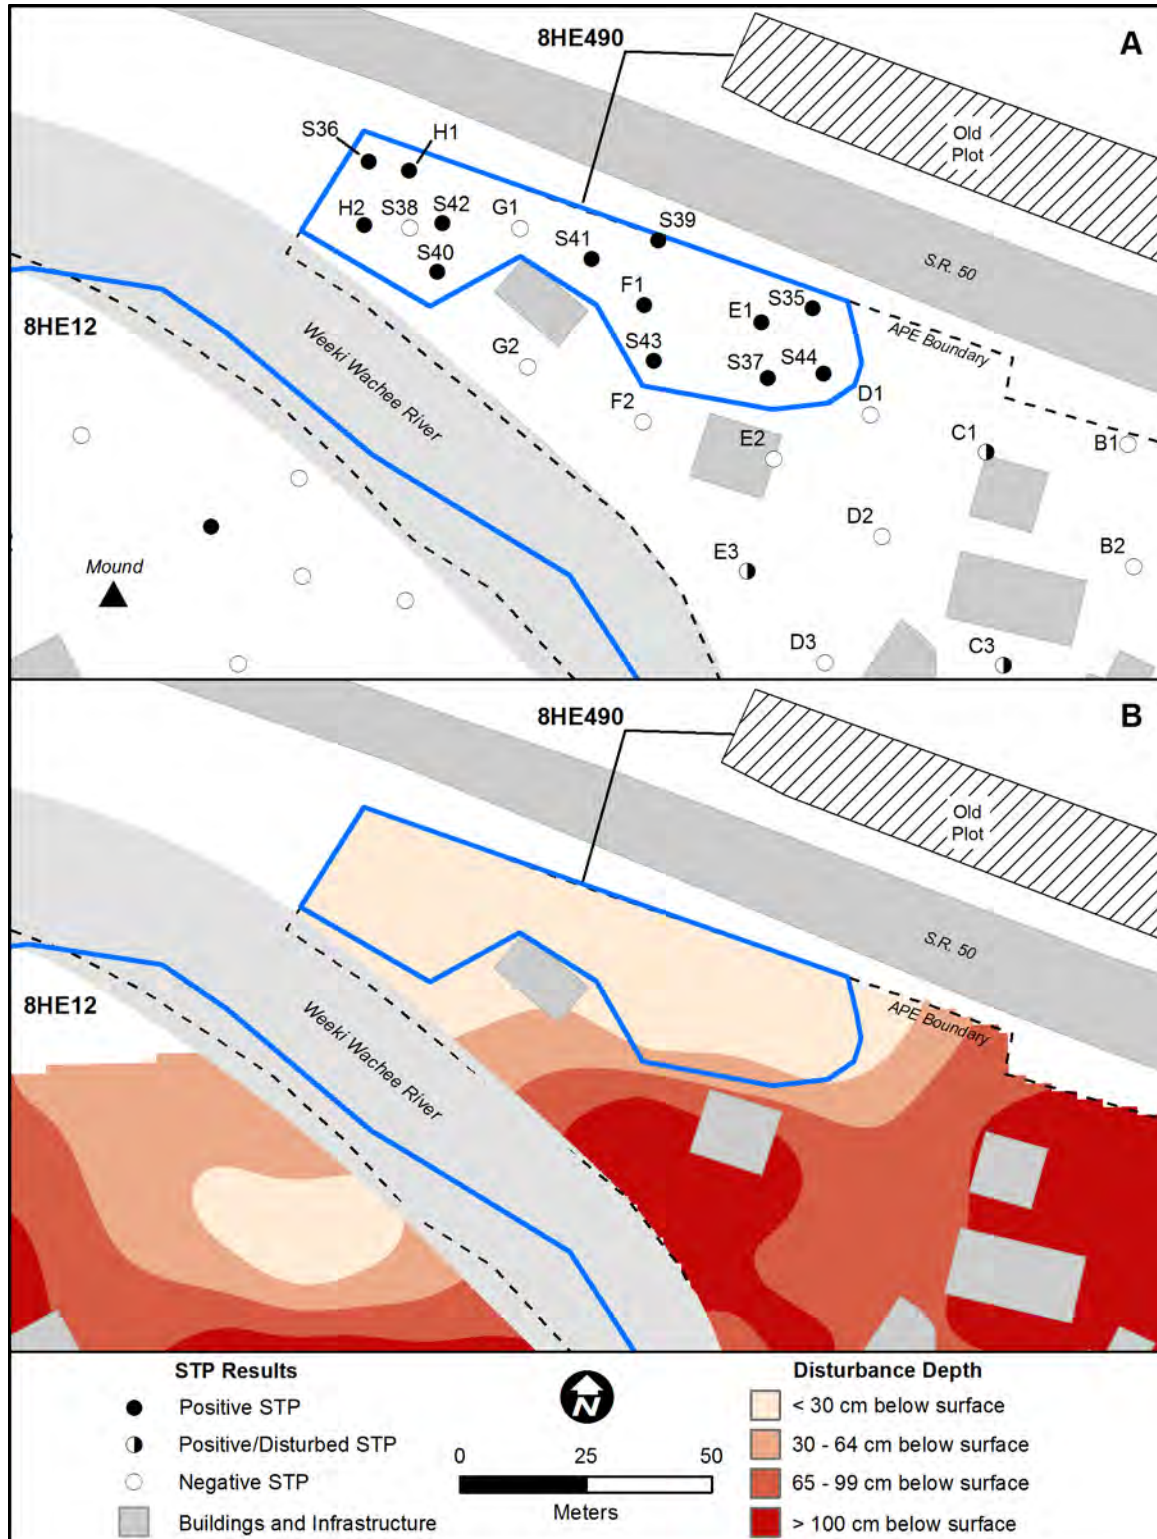 8HE490
A
Old
Plot
S36
H1
H2
S38
S42
G1
S39
S41
S40
S.R. 50
F1
S35
E1
APE Boundary
8HE12
Weeki Wachee River
G2
S43
S37
S44
F2
D1
C1
B1
E2
D2
B2
E3
Mound
D3
C3
8HE490
B
Old
Plot
S.R. 50
8HE12
Weeki Wachee River
APE Boundary
STP Results
Positive STP
Positive/Disturbed STP
Negative STP
Buildings and Infrastructure
N
0 25 50
Meters
Disturbance Depth
< 30 cm below surface
30 - 64 cm below surface
65 - 99 cm below surface
> 100 cm below surface